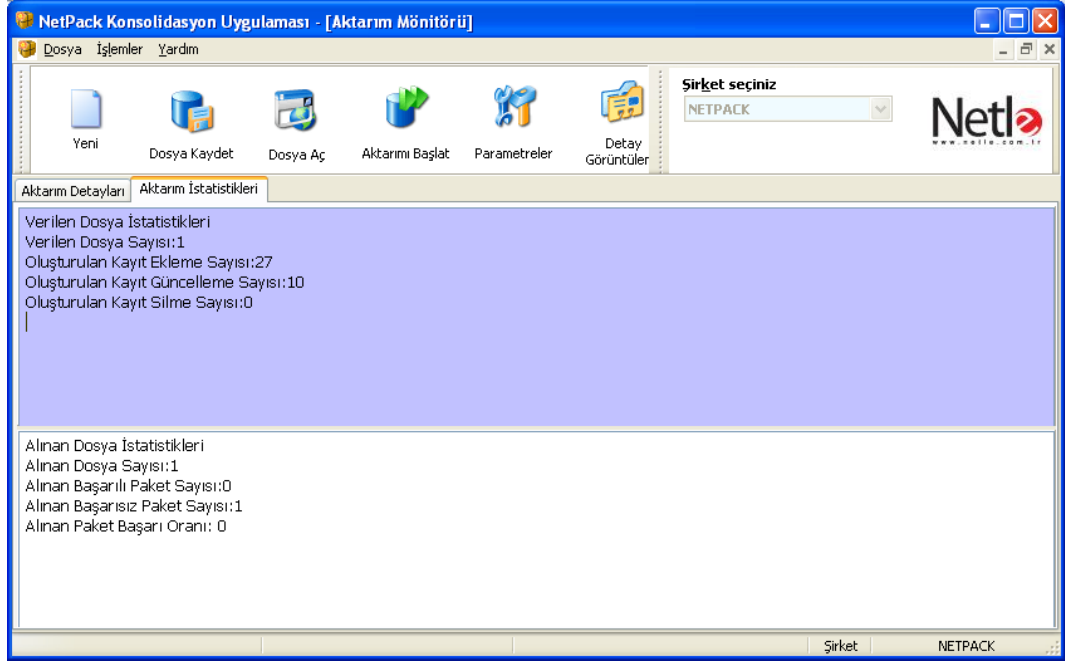 NetPack Konsolidasyon Uygulaması - [Aktarım Mönitörü]
Dosya İşlemler Yardım
Yeni
Dosya Kaydet
Dosya Aç
Aktarımı Başlat
Parametreler
Detay
Görüntüler
Şirket seçiniz
NETPACK
Netle
www.netle.com.tr
Aktarım Detayları
Aktarım İstatistikleri
Verilen Dosya İstatistikleri
Verilen Dosya Sayısı:1
Oluşturulan Kayıt Ekleme Sayısı:27
Oluşturulan Kayıt Güncelleme Sayısı:10
Oluşturulan Kayıt Silme Sayısı:0
Alınan Dosya İstatistikleri
Alınan Dosya Sayısı:1
Alınan Başarılı Paket Sayısı:0
Alınan Başarısız Paket Sayısı:1
Alınan Paket Başarı Oranı: 0
Şirket
NETPACK